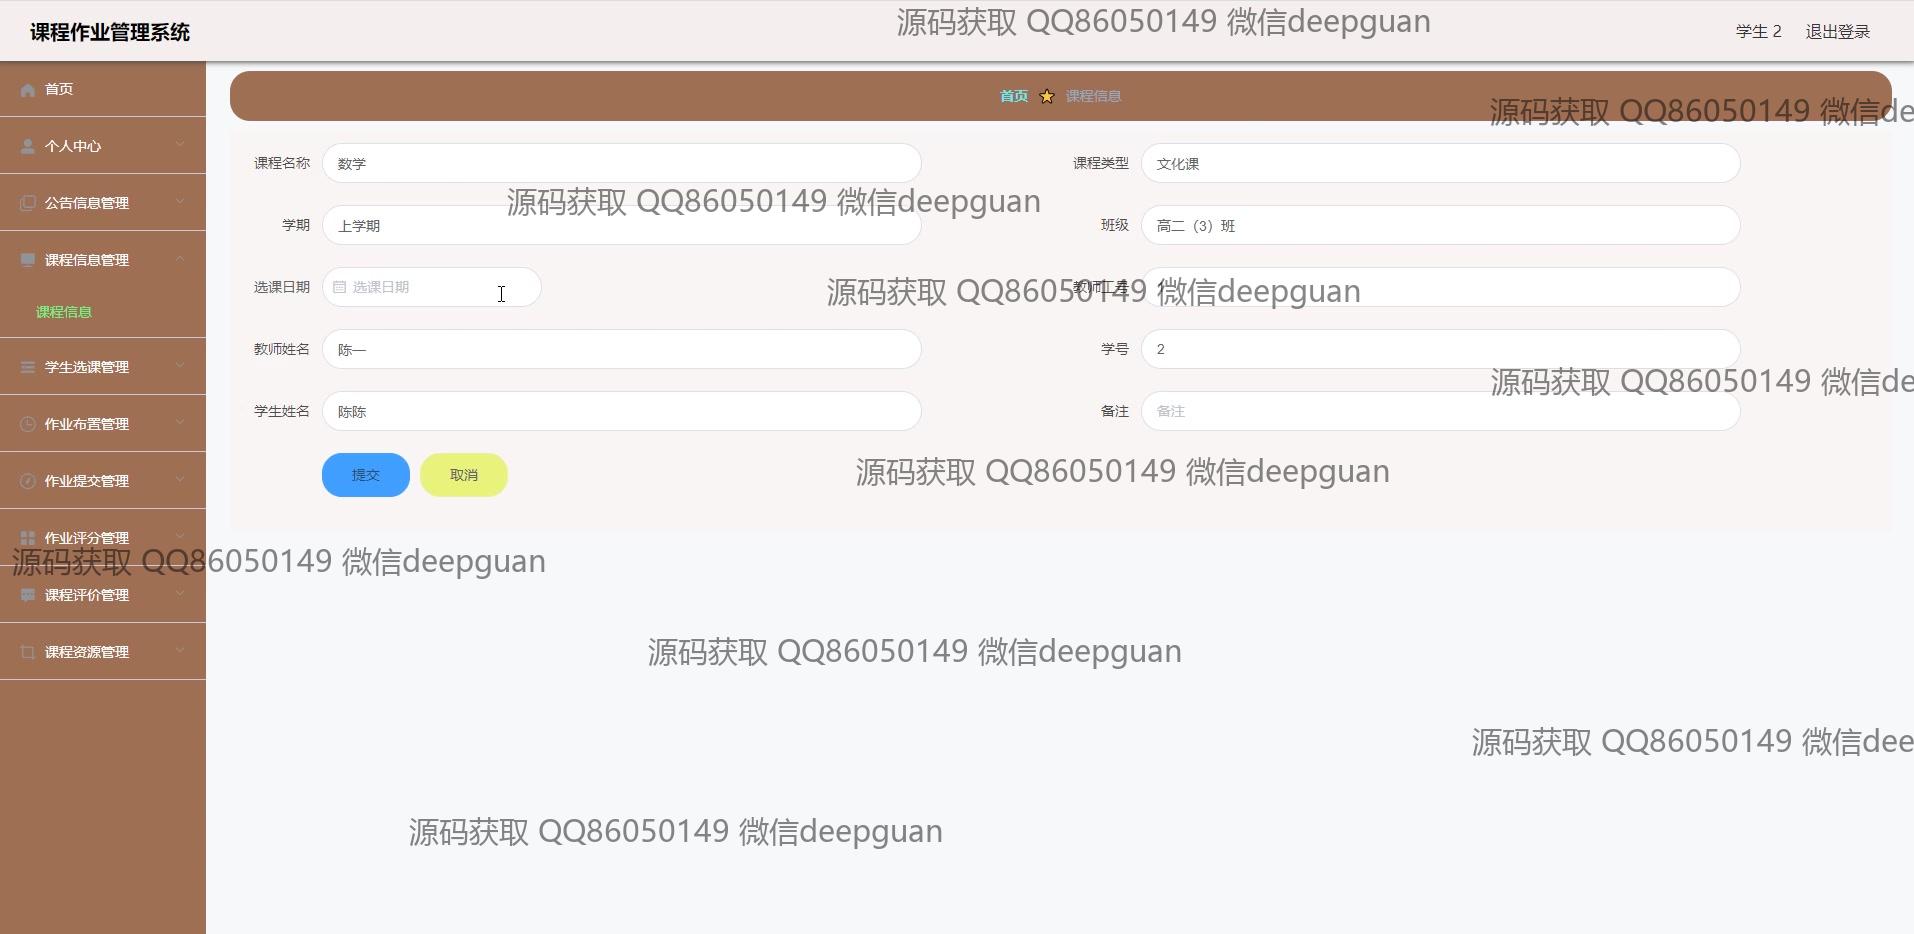 课程作业管理系统
源码获取 QQ86050149 微信deepguan
学生 2 退出登录
首页
首页 课程信息
源码获取 QQ86050149 微信de
个人中心
课程名称 数学 课程类型 文化课
公告信息管理
源码获取 QQ86050149 微信deepguan
学期 上学期 班级 高二（3）班
课程信息管理
选课日期 选课日期 教师工号
源码获取 QQ86050149 微信deepguan
课程信息
教师姓名 陈一 学号 2
学生选课管理
源码获取 QQ86050149 微信de
学生姓名 陈陈 备注 备注
作业布置管理
提交 取消
源码获取 QQ86050149 微信deepguan
作业提交管理
作业评分管理
源码获取 QQ86050149 微信deepguan
课程评价管理
课程资源管理
源码获取 QQ86050149 微信deepguan
源码获取 QQ86050149 微信dee
源码获取 QQ86050149 微信deepguan